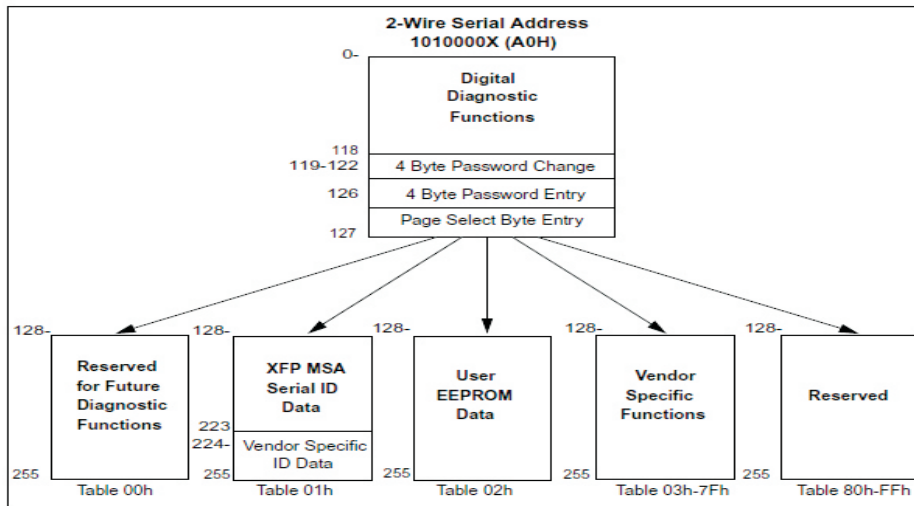 2-Wire Serial Address
1010000X (A0H)
0-
Digital
Diagnostic
Functions
118
119-122
4 Byte Password Change
126
4 Byte Password Entry
Page Select Byte Entry
127
128-
128-
128-
128-
128-
Reserved
for Future
Diagnostic
Functions
XFP MSA
Serial ID
Data
User
EEPROM
Data
Vendor
Specific
Functions
Reserved
223
224-
Vendor Specific
ID Data
255
255
255
255
255
Table 00h
Table 01h
Table 02h
Table 03h-7Fh
Table 80h-FFh